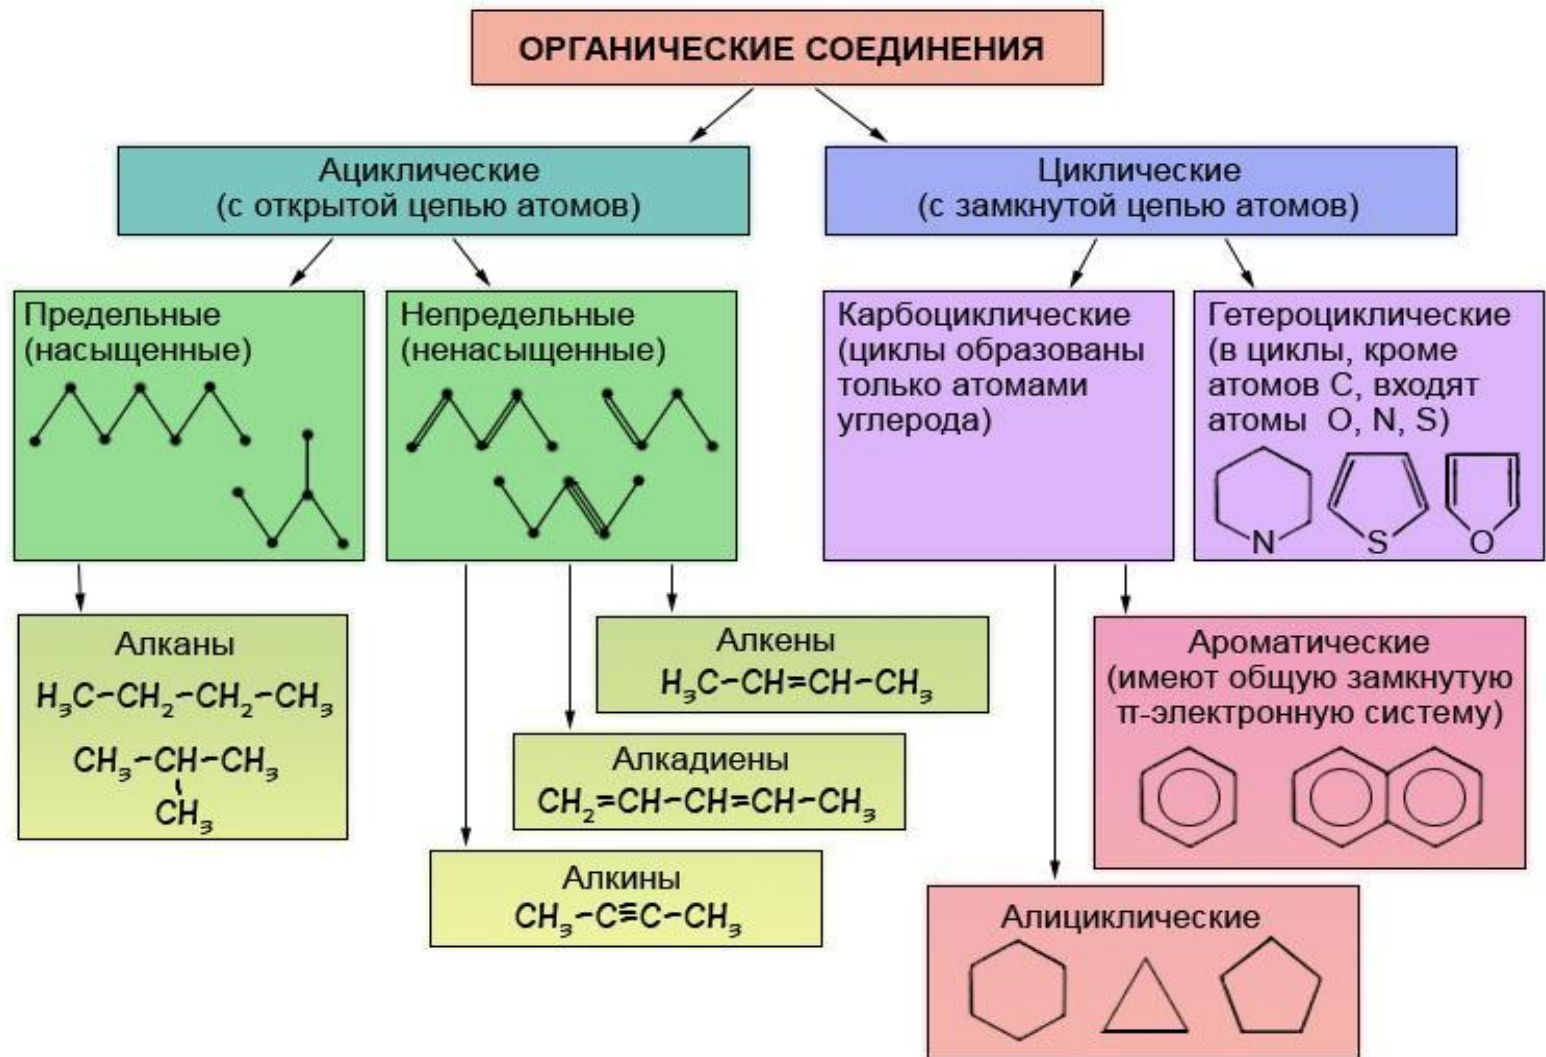 ОРГАНИЧЕСКИЕ СОЕДИНЕНИЯ
Ациклические
(с открытой цепью атомов)
Циклические
(с замкнутой цепью атомов)
Предельные
(насыщенные)
Непредельные
(ненасыщенные)
Карбоциклические
(циклы образованы
только атомами
углерода)
Гетероциклические
(в циклы, кроме
атомов С, входят
атомы O, N, S)
N
S
O
Алканы
H₃C-CH₂-CH₂-CH₃
CH₃-CH-CH₃
CH₃
Алкены
H₃C-CH=CH-CH₃
Алкадиены
CH₂=CH-CH=CH-CH₃
Алкины
CH₃-C≡C-CH₃
Ароматические
(имеют общую замкнутую
π-электронную систему)
Алициклические